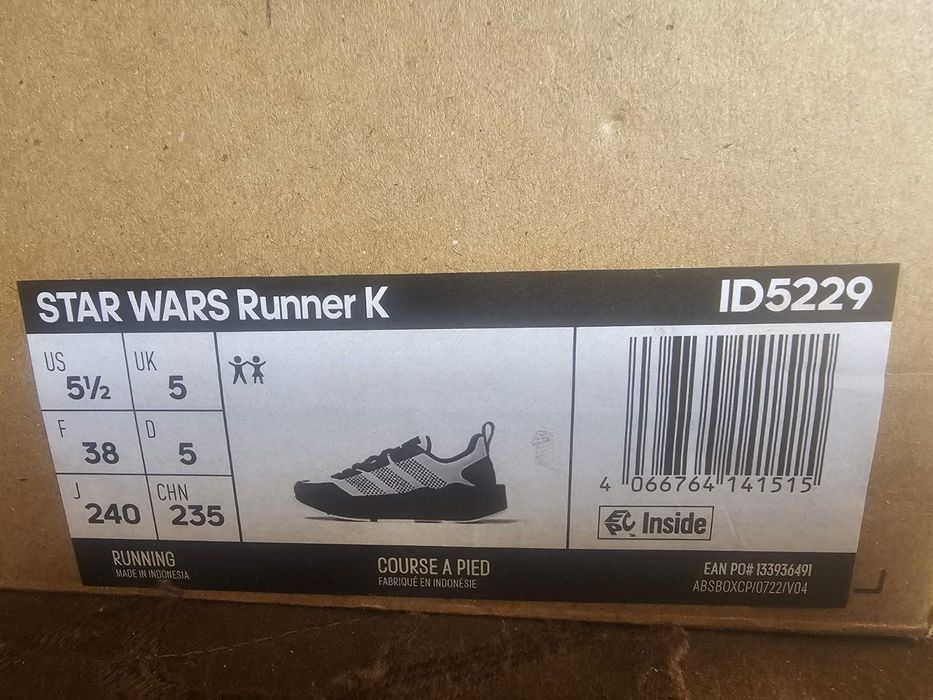 STAR WARS Runner K ID5229
US 5½ UK 5
F 38 D 5
J 240 CHN 235
4 066764 141515
EPC™ Inside
RUNNING
MADE IN INDONESIA
COURSE A PIED
FABRIQUÉ EN INDONÉSIE
EAN PO# 133936491
ABSBOXCP/0722/V04